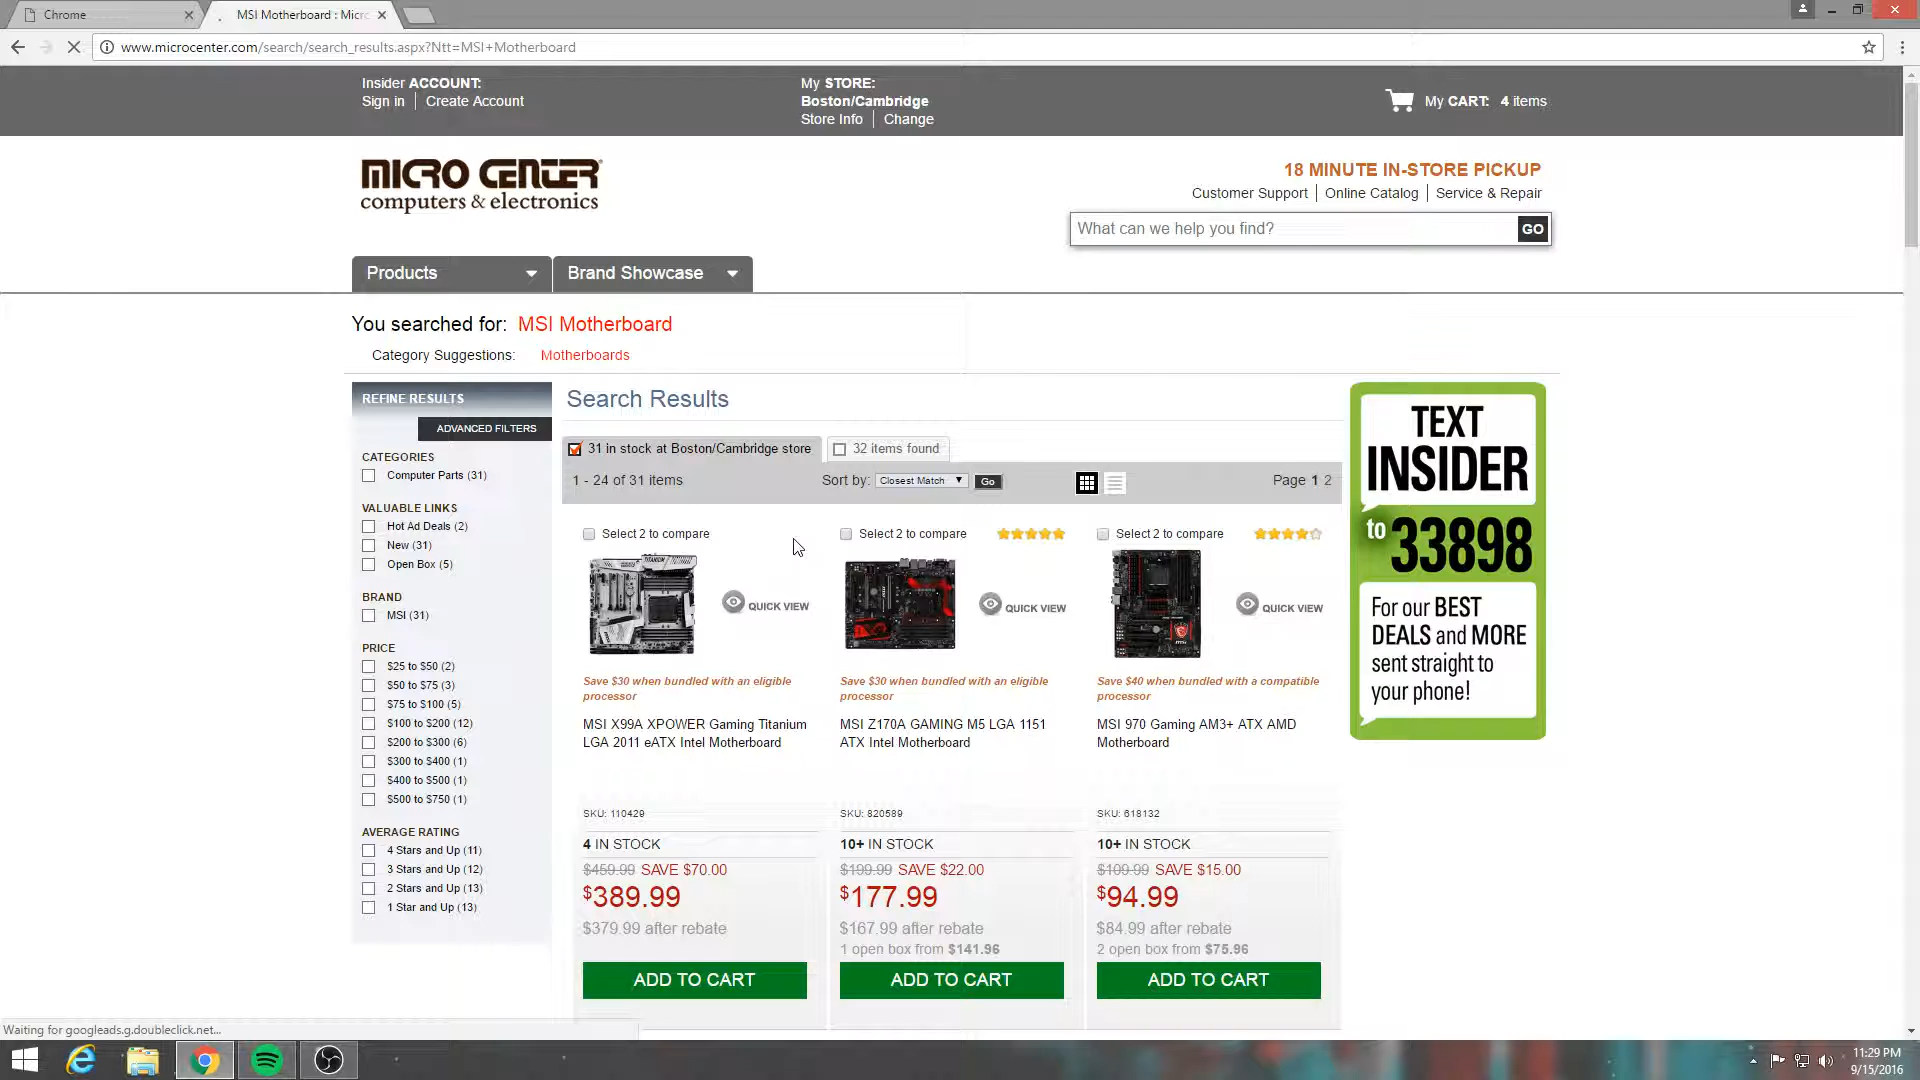 Chrome
MSI Motherboard : Micr
www.microcenter.com/search/search_results.aspx?Ntt=MSI+Motherboard
Insider ACCOUNT:
Sign in
Create Account
My STORE:
Boston/Cambridge
Store Info
Change
My CART: 4 items
MICRO CENTER
computers & electronics
18 MINUTE IN-STORE PICKUP
Customer Support
Online Catalog
Service & Repair
What can we help you find?
GO
Products
Brand Showcase
You searched for: MSI Motherboard
Category Suggestions: Motherboards
REFINE RESULTS
ADVANCED FILTERS
CATEGORIES
Computer Parts (31)
VALUABLE LINKS
Hot Ad Deals (2)
New (31)
Open Box (5)
BRAND
MSI (31)
PRICE
$25 to $50 (2)
$50 to $75 (3)
$75 to $100 (5)
$100 to $200 (12)
$200 to $300 (6)
$300 to $400 (1)
$400 to $500 (1)
$500 to $750 (1)
AVERAGE RATING
4 Stars and Up (11)
3 Stars and Up (12)
2 Stars and Up (13)
1 Star and Up (13)
Search Results
31 in stock at Boston/Cambridge store
32 items found
1 - 24 of 31 items
Sort by: Closest Match
Go
Page 1 2
Select 2 to compare
QUICK VIEW
Save $30 when bundled with an eligible
processor
MSI X99A XPOWER Gaming Titanium
LGA 2011 eATX Intel Motherboard
SKU: 110429
4 IN STOCK
$459.99 SAVE $70.00
$389.99
$379.99 after rebate
ADD TO CART
Select 2 to compare
QUICK VIEW
Save $30 when bundled with an eligible
processor
MSI Z170A GAMING M5 LGA 1151
ATX Intel Motherboard
SKU: 820589
10+ IN STOCK
$199.99 SAVE $22.00
$177.99
$167.99 after rebate
1 open box from $141.96
ADD TO CART
Select 2 to compare
QUICK VIEW
Save $40 when bundled with a compatible
processor
MSI 970 Gaming AM3+ ATX AMD
Motherboard
SKU: 618132
10+ IN STOCK
$109.99 SAVE $15.00
$94.99
$84.99 after rebate
2 open box from $75.96
ADD TO CART
TEXT
INSIDER
to 33898
For our BEST
DEALS and MORE
sent straight to
your phone!
Waiting for googleads.g.doubleclick.net...
11:29 PM
9/15/2016